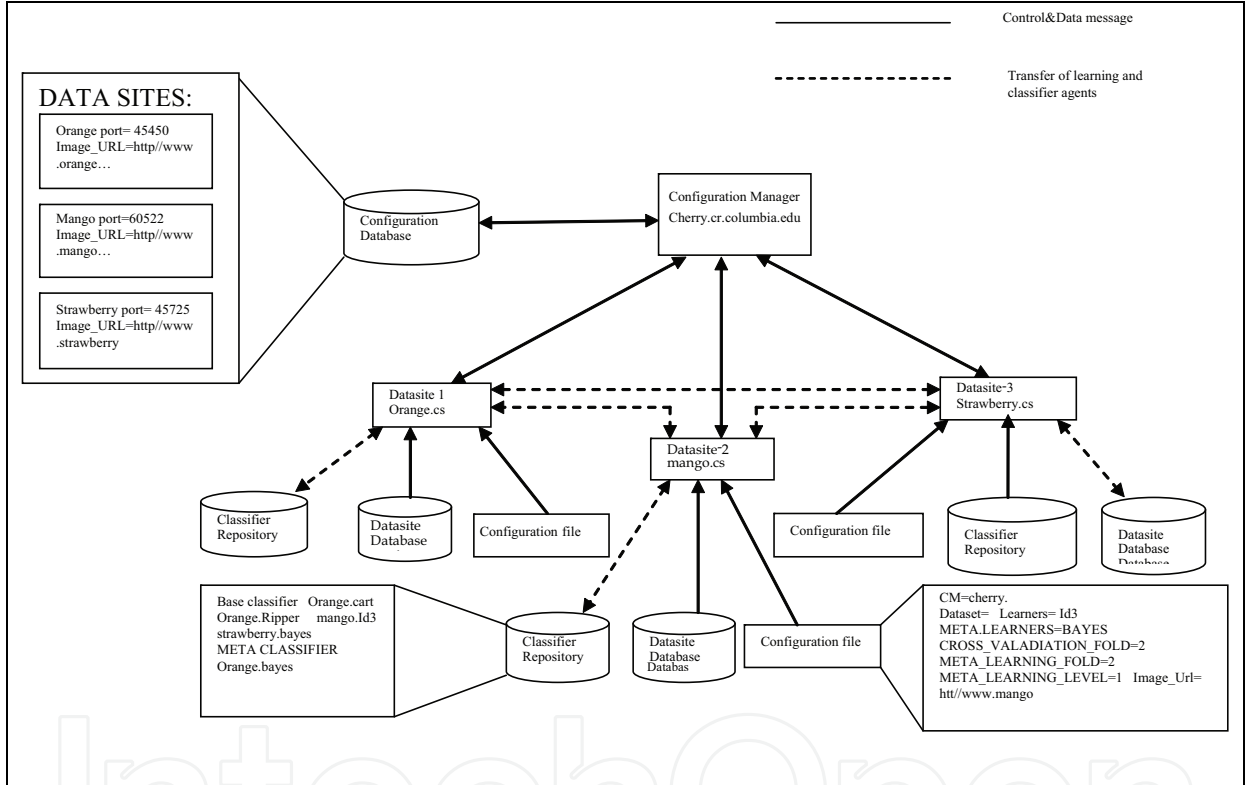 Control&Data message
Transfer of learning and
classifier agents
DATA SITES:
Orange port= 45450
Image_URL=http//www
.orange…
Mango port=60522
Image_URL=http//www
.mango…
Strawberry port= 45725
Image_URL=http//www
.strawberry
Configuration
Database
Configuration Manager
Cherry.cr.columbia.edu
Datasite 1
Orange.cs
Datasite-2
mango.cs
Datasite-3
Strawberry.cs
Classifier
Repository
Datasite
Database
Configuration file
Configuration file
Classifier
Repository
Datasite
Database
Database
Base classifier Orange.cart
Orange.Ripper mango.Id3
strawberry.bayes
META CLASSIFIER
Orange.bayes
Classifier
Repository
Datasite
Database
Databas
Configuration file
CM=cherry.
Dataset= Learners= Id3
META.LEARNERS=BAYES
CROSS_VALADIATION_FOLD=2
META_LEARNING_FOLD=2
META_LEARNING_LEVEL=1 Image_Url=
htt//www.mango
IntechOpen